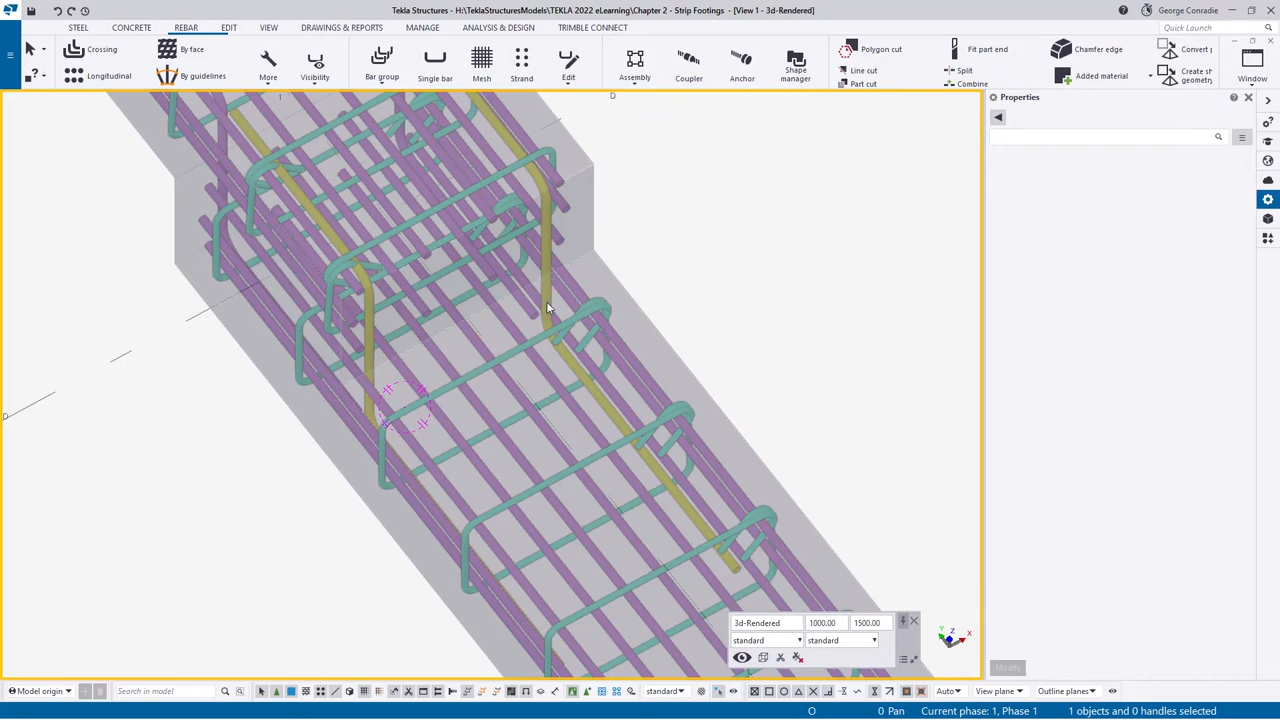 Tekla Structures - H:\TeklaStructuresModels\TEKLA 2022 eLearning\Chapter 2 - Strip Footings - [View 1 - 3d-Rendered]
George Conradie
STEEL CONCRETE REBAR EDIT VIEW DRAWINGS & REPORTS MANAGE ANALYSIS & DESIGN TRIMBLE CONNECT
Quick Launch
Crossing By face
Longitudinal By guidelines
More Visibility Bar group Single bar Mesh Strand Edit Assembly Coupler Anchor Shape manager
Polygon cut Fit part end Chamfer edge Convert
Line cut Split Added material Create sh geometry
Part cut Combine
Window
Properties
D
D
3d-Rendered 1000.00 1500.00
standard standard
Z
Y X
Modify
Model origin Search in model standard Auto View plane Outline planes
O 0 Pan Current phase: 1, Phase 1 1 objects and 0 handles selected